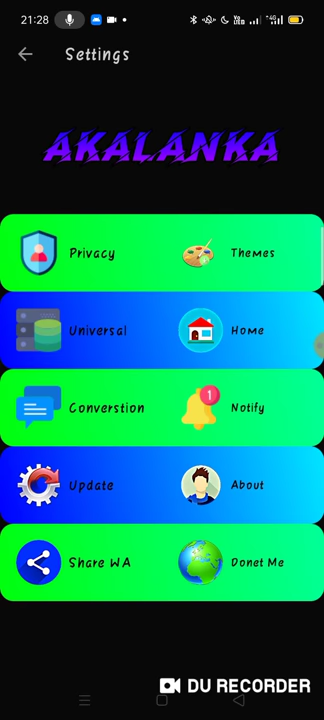 21:28
Settings
AKALANKA
Privacy Themes
Universal Home
Converstion Notify
1
Update About
Share WA Donet Me
DU RECORDER